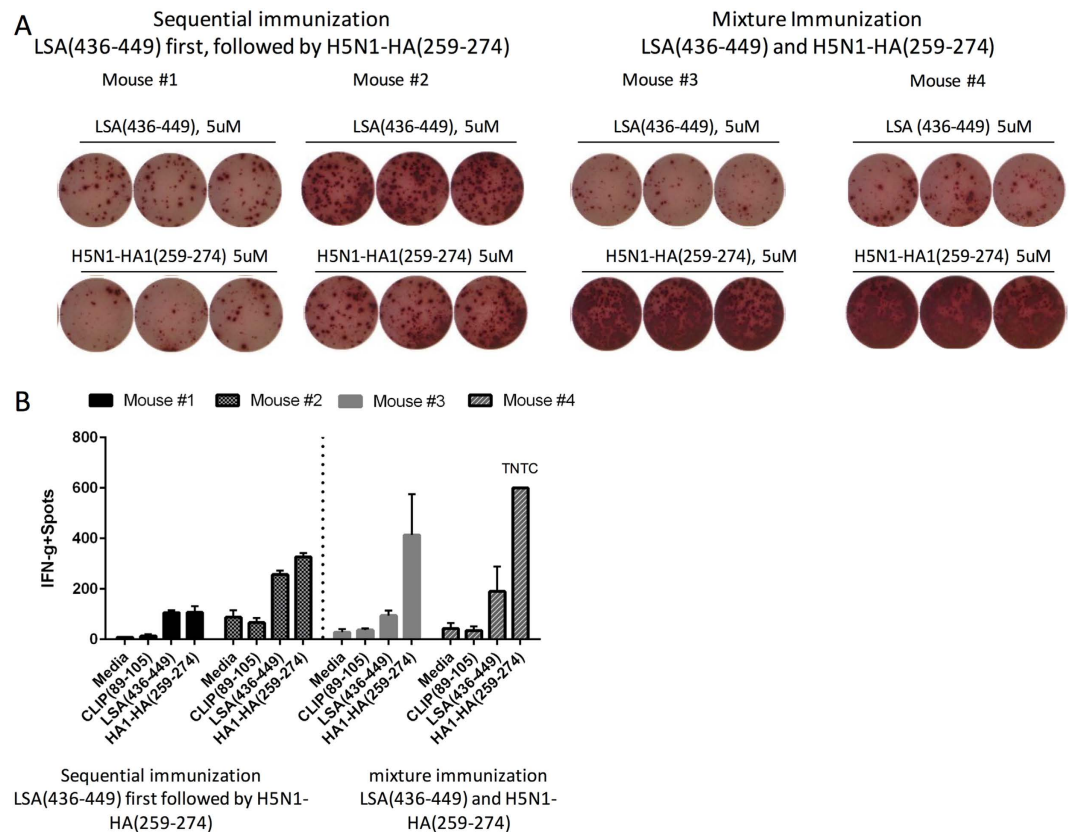 A
Sequential immunization
LSA(436-449) first, followed by H5N1-HA(259-274)
Mixture Immunization
LSA(436-449) and H5N1-HA(259-274)
Mouse #1
Mouse #2
Mouse #3
Mouse #4
LSA(436-449), 5uM
LSA(436-449), 5uM
LSA(436-449), 5uM
LSA (436-449) 5uM
H5N1-HA1(259-274) 5uM
H5N1-HA1(259-274) 5uM
H5N1-HA(259-274), 5uM
H5N1-HA1(259-274) 5uM
B
Mouse #1
Mouse #2
Mouse #3
Mouse #4
IFN-g+Spots
800
600
400
200
0
TNTC
Media
CLIP(89-105)
LSA(436-449)
HA1-HA(259-274)
Media
CLIP(89-105)
LSA(436-449)
HA1-HA(259-274)
Media
CLIP(89-105)
LSA(436-449)
HA1-HA(259-274)
Media
CLIP(89-105)
LSA(436-449)
HA1-HA(259-274)
Sequential immunization
LSA(436-449) first followed by H5N1-
HA(259-274)
mixture immunization
LSA(436-449) and H5N1-
HA(259-274)